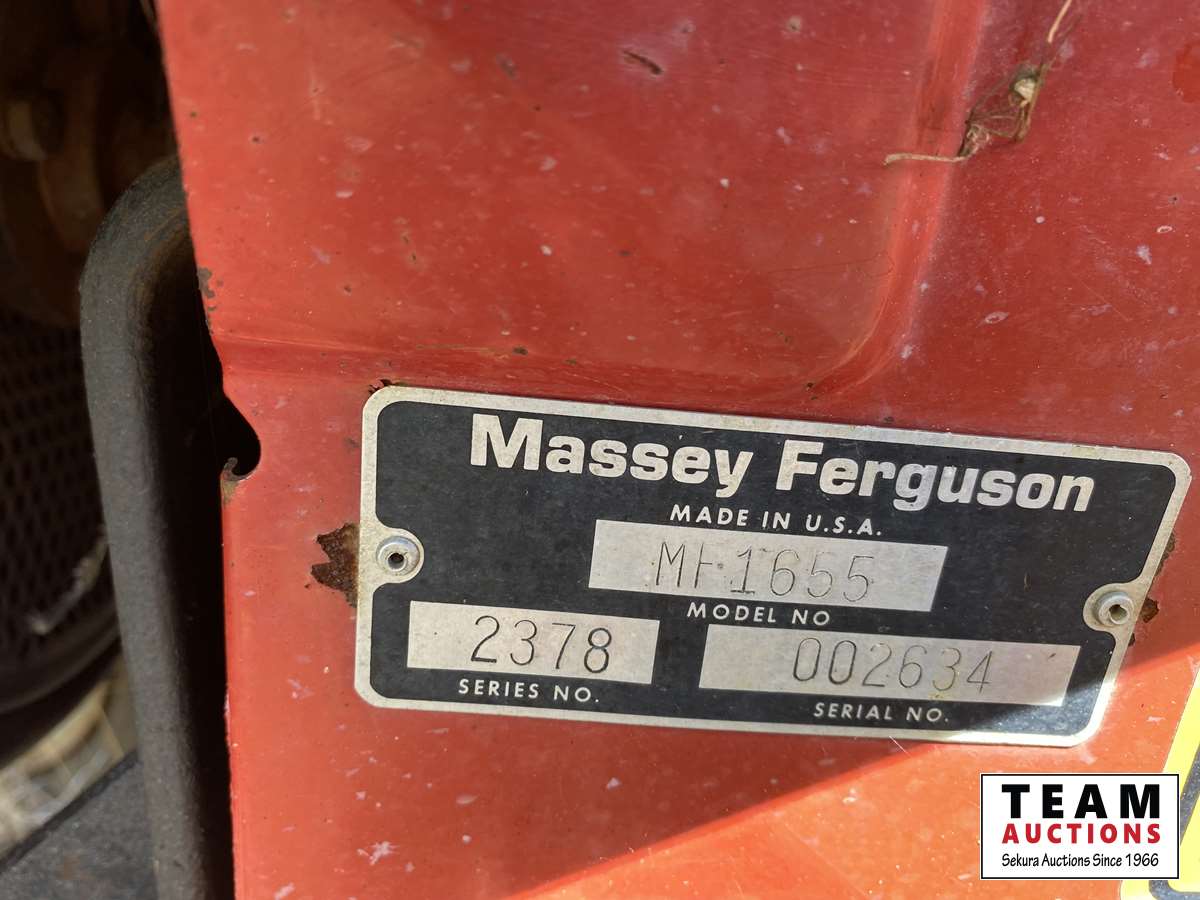 Massey Ferguson
MADE IN U.S.A.
MF1655
MODEL NO
2378
002634
SERIES NO.
SERIAL NO.
TEAM
AUCTIONS
Sekura Auctions Since 1966